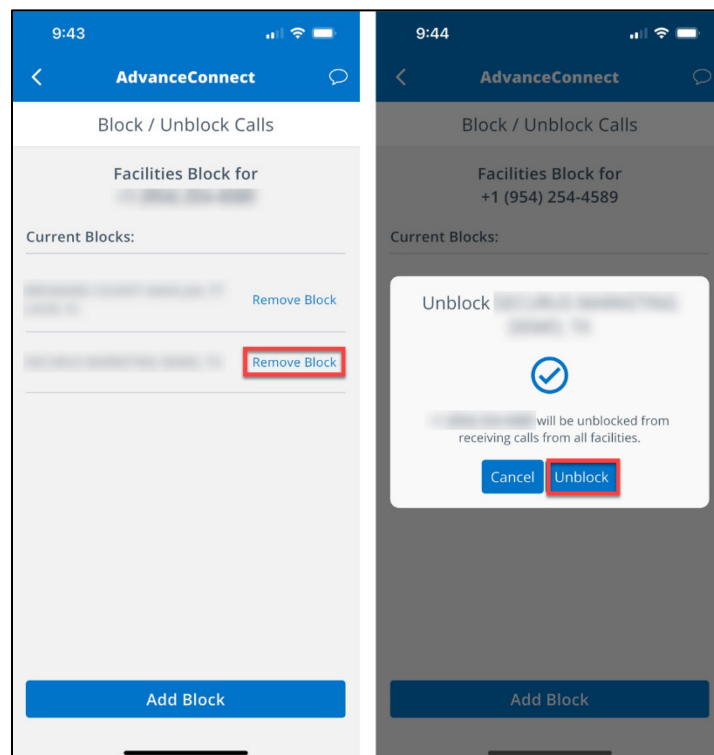 9:43
AdvanceConnect
Block / Unblock Calls
Facilities Block for
Current Blocks:
Remove Block
Remove Block
Add Block
9:44
AdvanceConnect
Block / Unblock Calls
Facilities Block for
+1 (954) 254-4589
Current Blocks:
Unblock
will be unblocked from
receiving calls from all facilities.
Cancel Unblock
Add Block